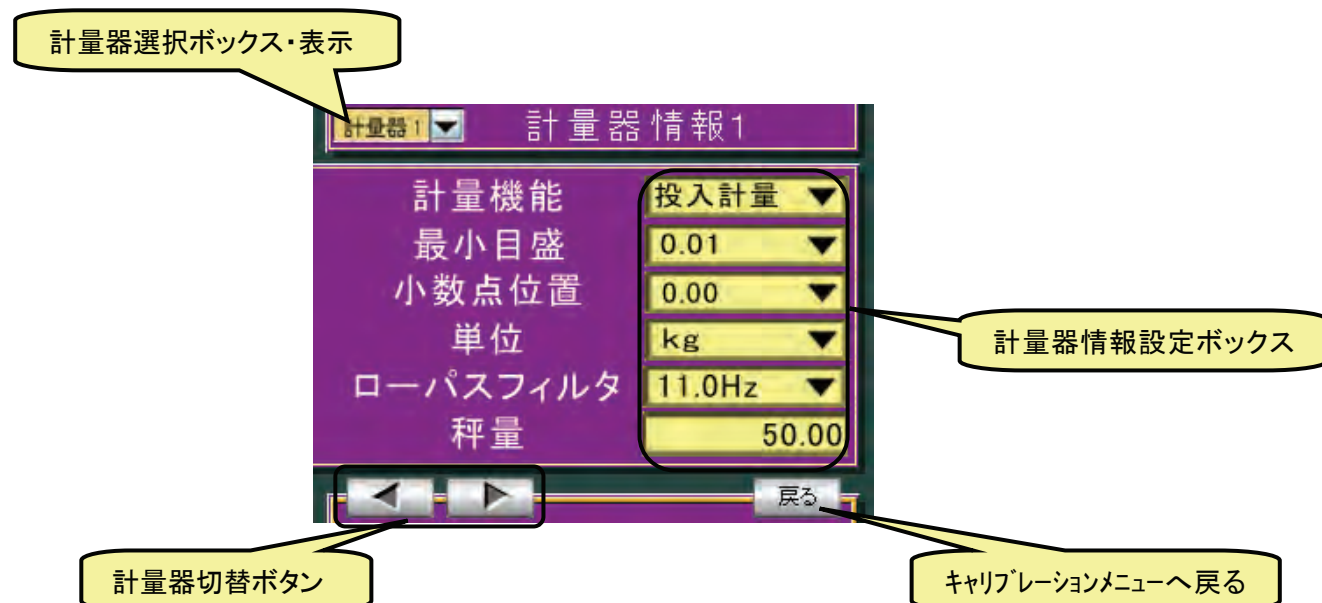 計量器選択ボックス・表示
計量器1
計量器情報1
計量機能
投入計量
最小目盛
0.01
小数点位置
0.00
単位
kg
ローパスフィルタ
11.0Hz
秤量
50.00
計量器情報設定ボックス
戻る
計量器切替ボタン
ｷｬﾘﾌﾞﾚｰｼｮﾝﾒﾆｭｰへ戻る